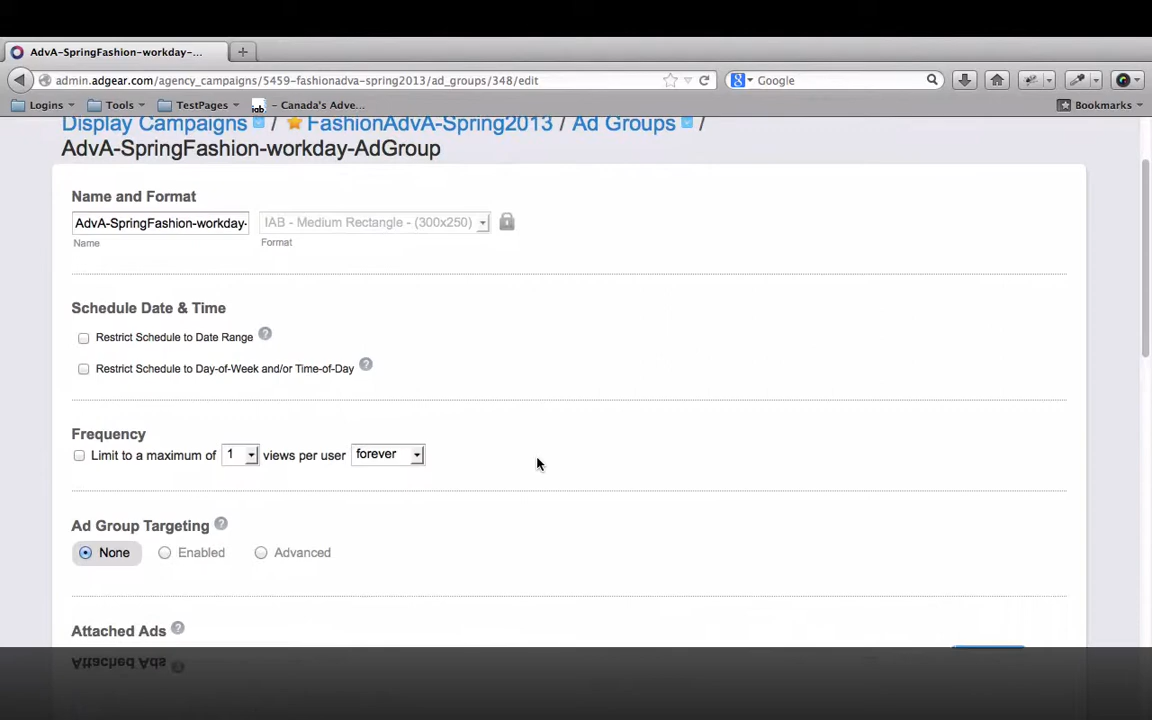 AdvA-SpringFashion-workday-...
admin.adgear.com/agency_campaigns/5459-fashionadva-spring2013/ad_groups/348/edit
Google
Logins Tools TestPages iab - Canada's Adve... Bookmarks
Display Campaigns / FashionAdvA-Spring2013 / Ad Groups /
AdvA-SpringFashion-workday-AdGroup
Name and Format
AdvA-SpringFashion-workday- IAB - Medium Rectangle - (300x250)
Name Format
Schedule Date & Time
Restrict Schedule to Date Range ?
Restrict Schedule to Day-of-Week and/or Time-of-Day ?
Frequency
Limit to a maximum of 1 views per user forever
Ad Group Targeting ?
None Enabled Advanced
Attached Ads ?